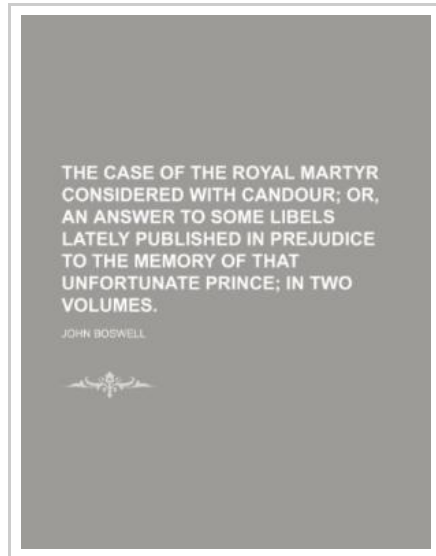 THE CASE OF THE ROYAL MARTYR
CONSIDERED WITH CANDOUR; OR,
AN ANSWER TO SOME LIBELS
LATELY PUBLISHED IN PREJUDICE
TO THE MEMORY OF THAT
UNFORTUNATE PRINCE; IN TWO
VOLUMES.
JOHN BOSWELL